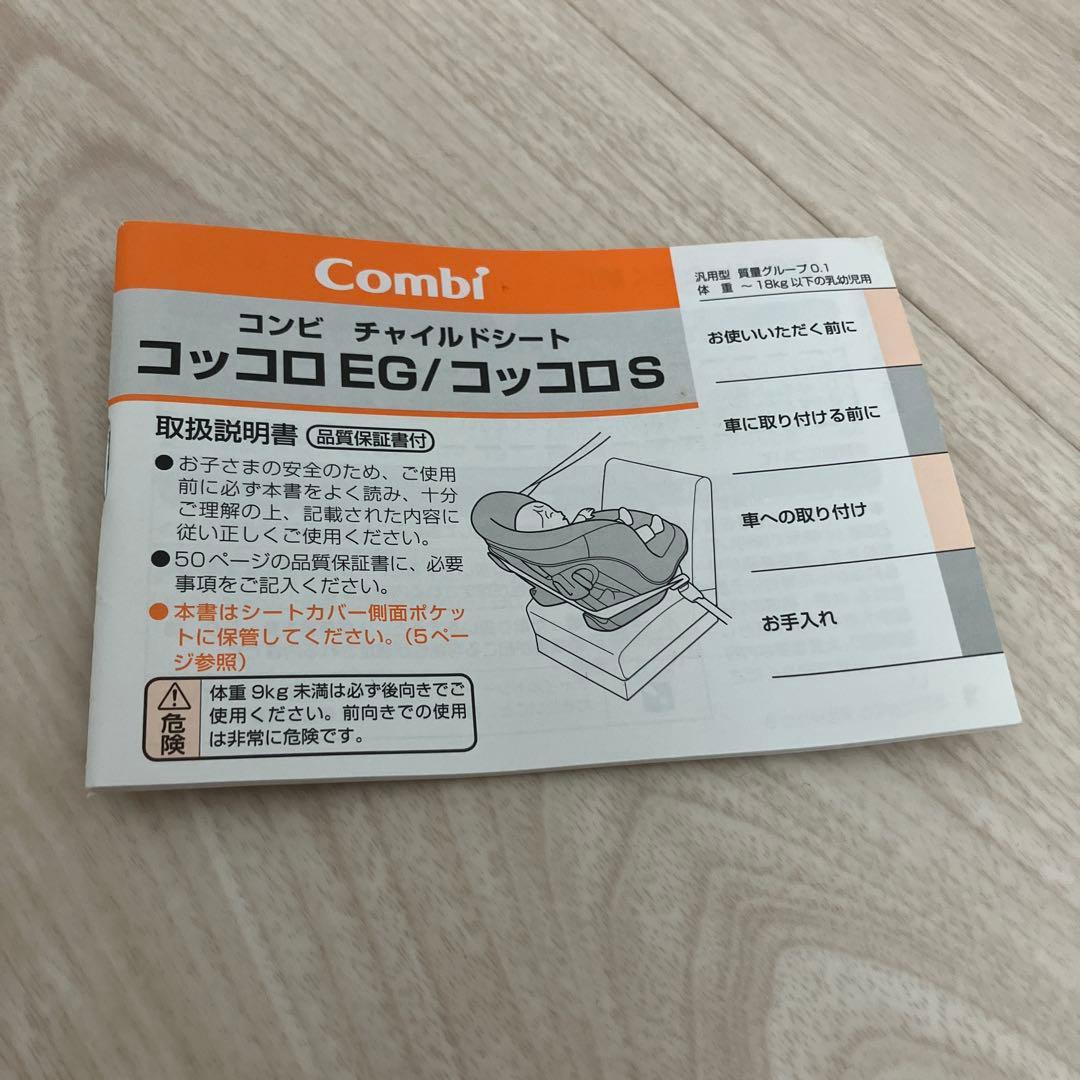 Combi
コンビ チャイルドシート
コッコロ EG/コッコロ S
汎用型 質量グループ0.1
体 重 ～18kg以下の乳幼児用
取扱説明書 品質保証書付
●お子さまの安全のため、ご使用
前に必ず本書をよく読み、十分
ご理解の上、記載された内容に
従い正しくご使用ください。
●50ページの品質保証書に、必要
事項をご記入ください。
●本書はシートカバー側面ポケッ
トに保管してください。（5ペー
ジ参照）
危険
体重 9kg 未満は必ず後向きでご
使用ください。前向きでの使用
は非常に危険です。
お使いいただく前に
車に取り付ける前に
車への取り付け
お手入れ